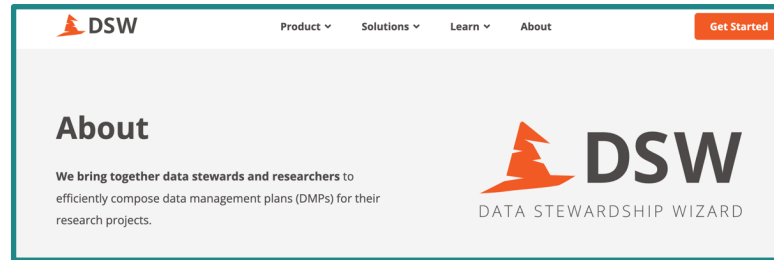 DSW Product Solutions Learn About Get Started
About
We bring together data stewards and researchers to
efficiently compose data management plans (DMPs) for their
research projects.
DSW
DATA STEWARDSHIP WIZARD